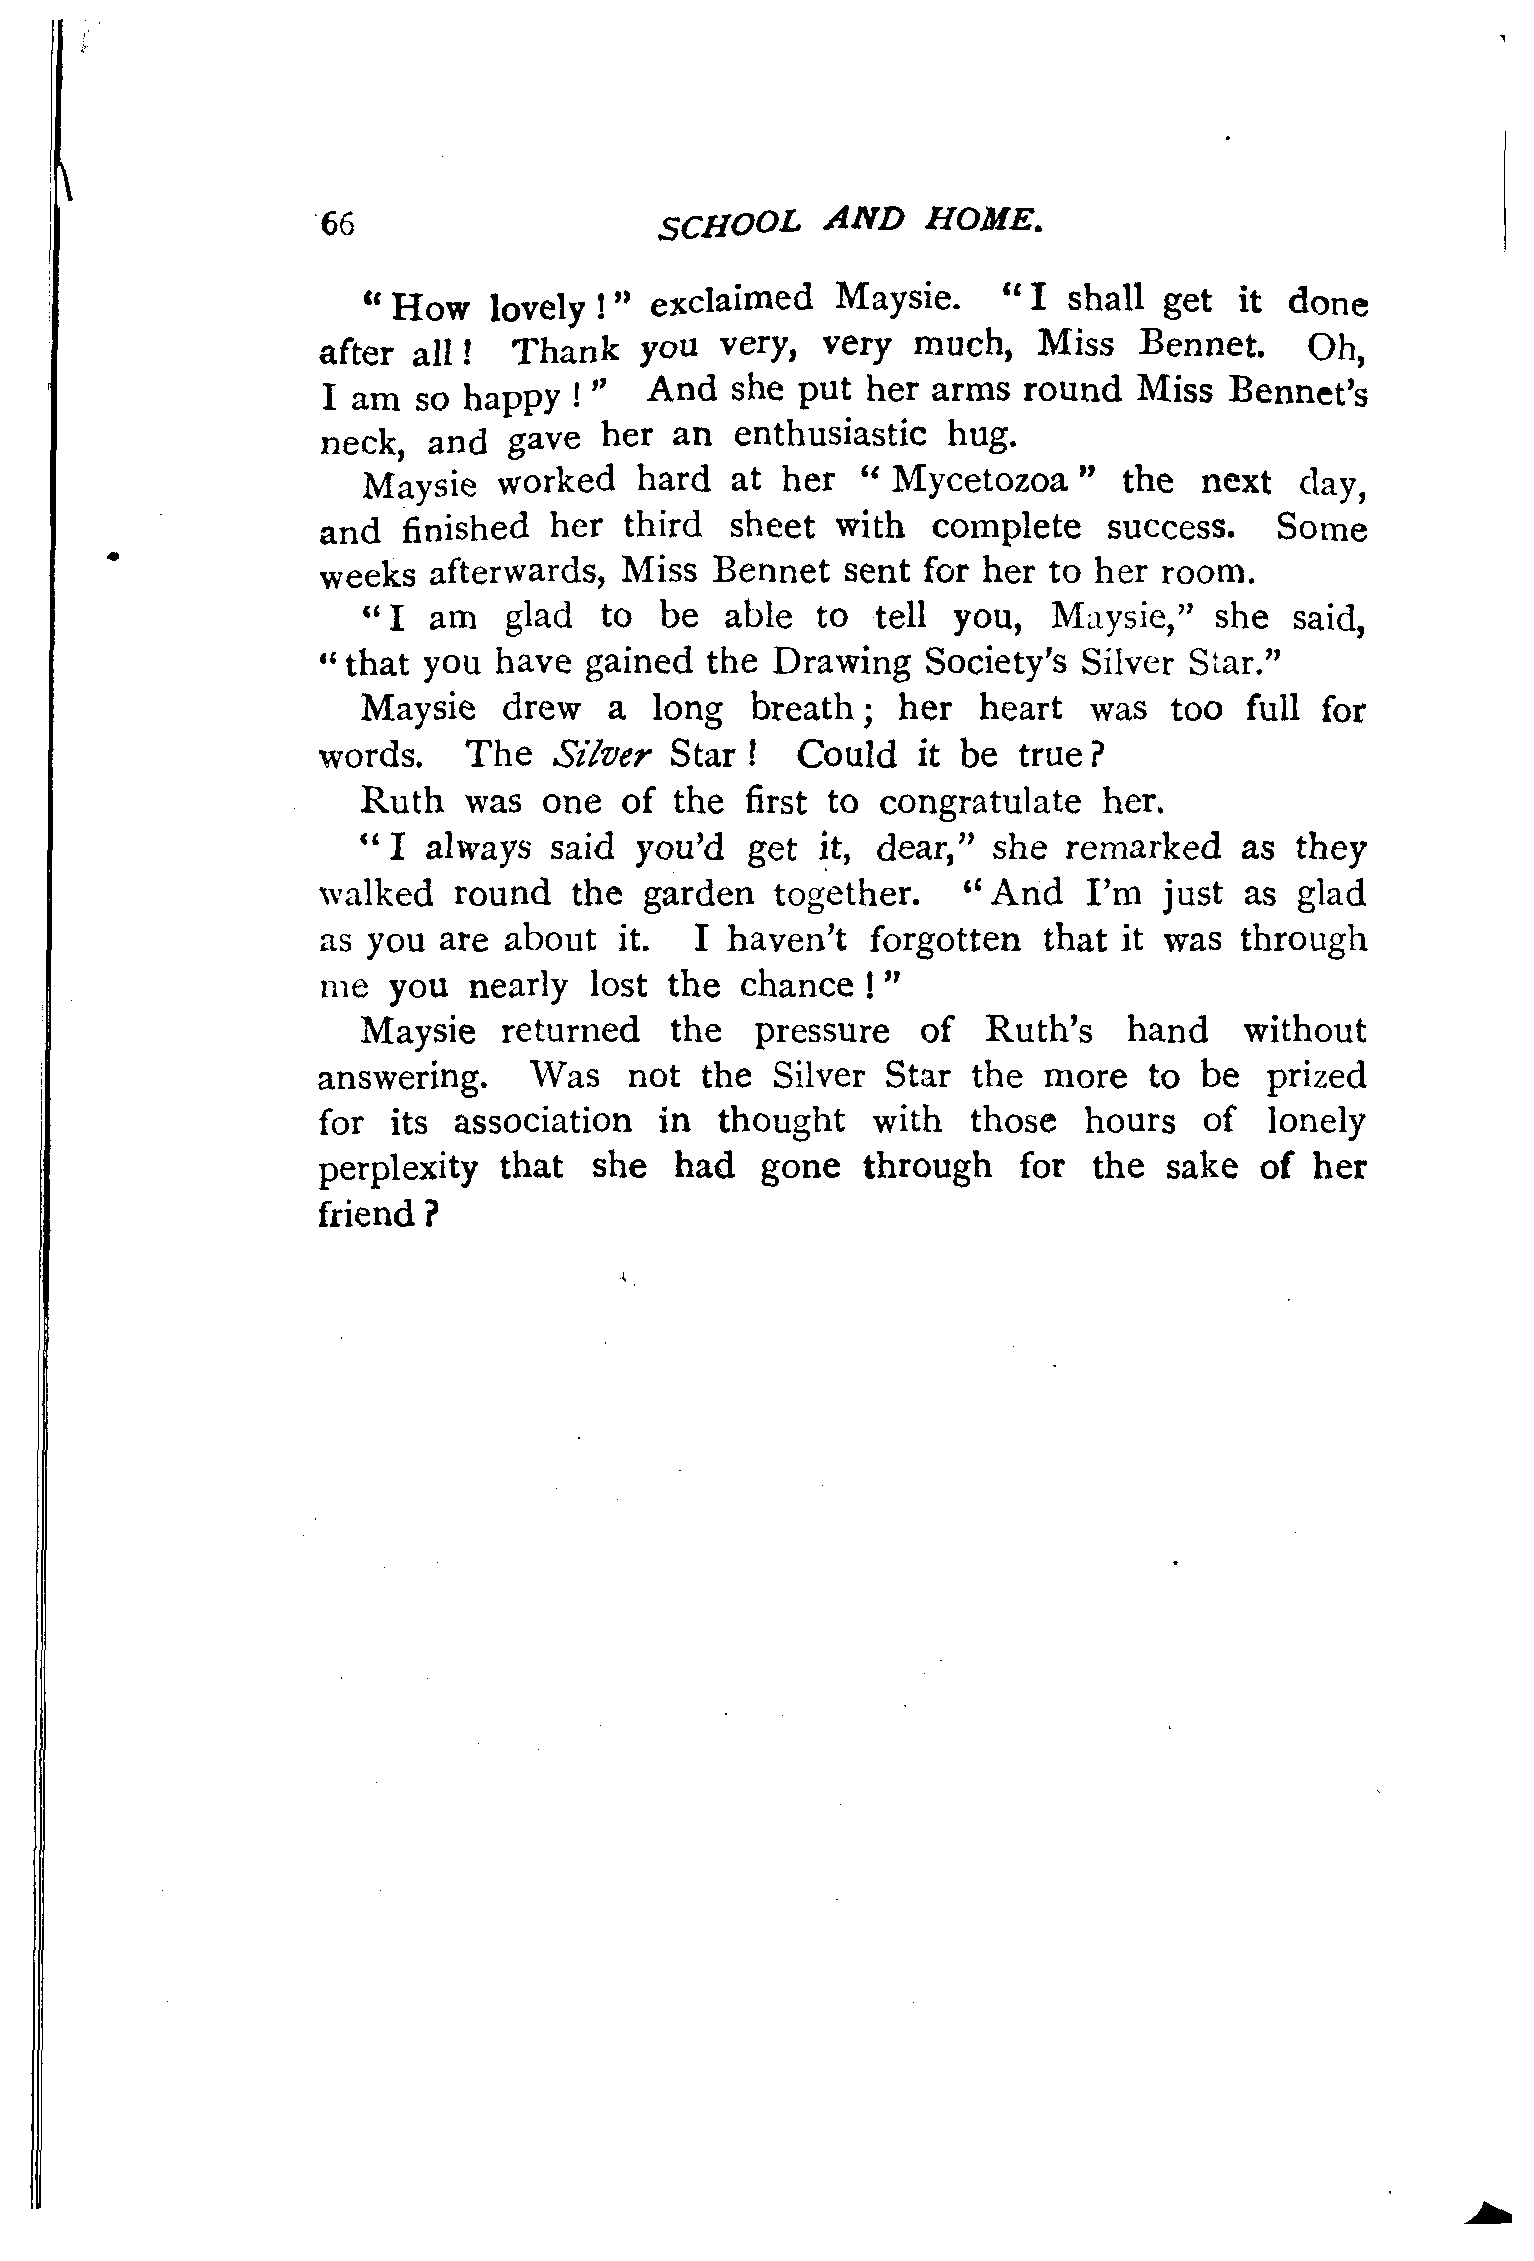 66 SCHOOL AND HOME.
“How lovely!” exclaimed Maysie. “I shall get it done
after all! Thank you very, very much, Miss Bennet. Oh,
I am so happy!” And she put her arms round Miss Bennet's
neck, and gave her an enthusiastic hug.
Maysie worked hard at her “Mycetozoa” the next day,
and finished her third sheet with complete success. Some
weeks afterwards, Miss Bennet sent for her to her room.
“I am glad to be able to tell you, Maysie,” she said,
“that you have gained the Drawing Society's Silver Star.”
Maysie drew a long breath; her heart was too full for
words. The Silver Star! Could it be true?
Ruth was one of the first to congratulate her.
“I always said you'd get it, dear,” she remarked as they
walked round the garden together. “And I'm just as glad
as you are about it. I haven't forgotten that it was through
me you nearly lost the chance!”
Maysie returned the pressure of Ruth's hand without
answering. Was not the Silver Star the more to be prized
for its association in thought with those hours of lonely
perplexity that she had gone through for the sake of her
friend?